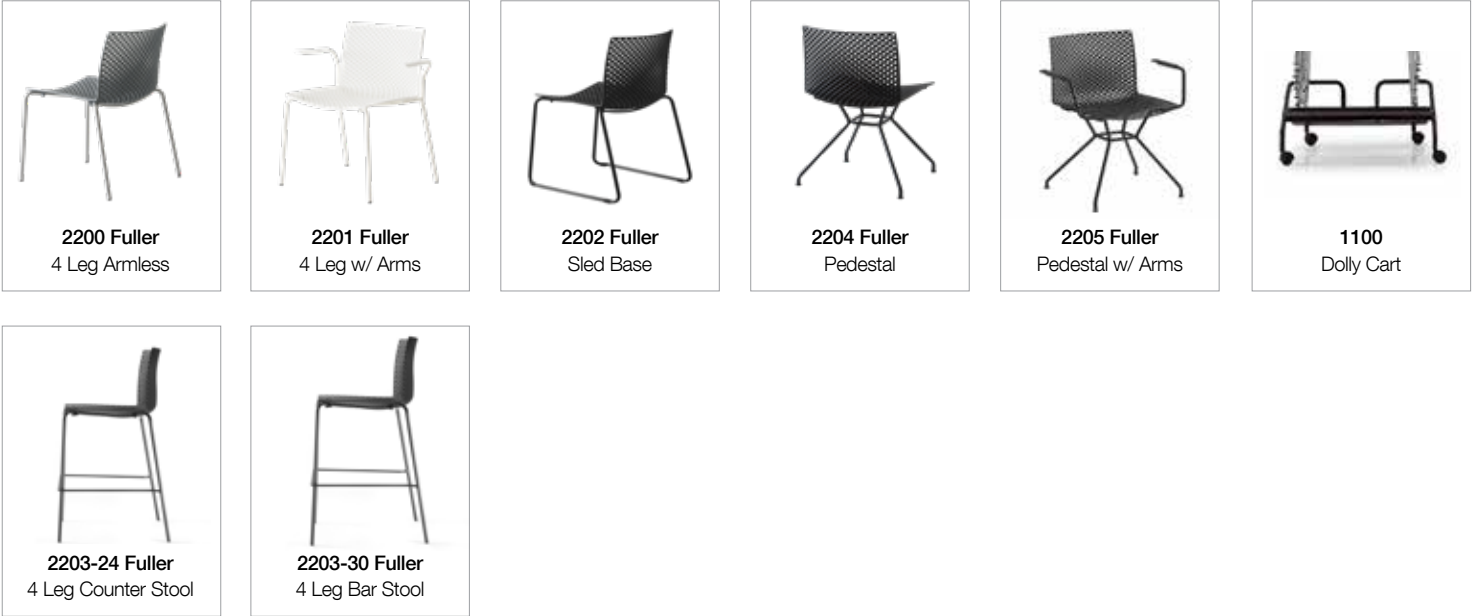 2200 Fuller
4 Leg Armless
2201 Fuller
4 Leg w/ Arms
2202 Fuller
Sled Base
2204 Fuller
Pedestal
2205 Fuller
Pedestal w/ Arms
1100
Dolly Cart
2203-24 Fuller
4 Leg Counter Stool
2203-30 Fuller
4 Leg Bar Stool